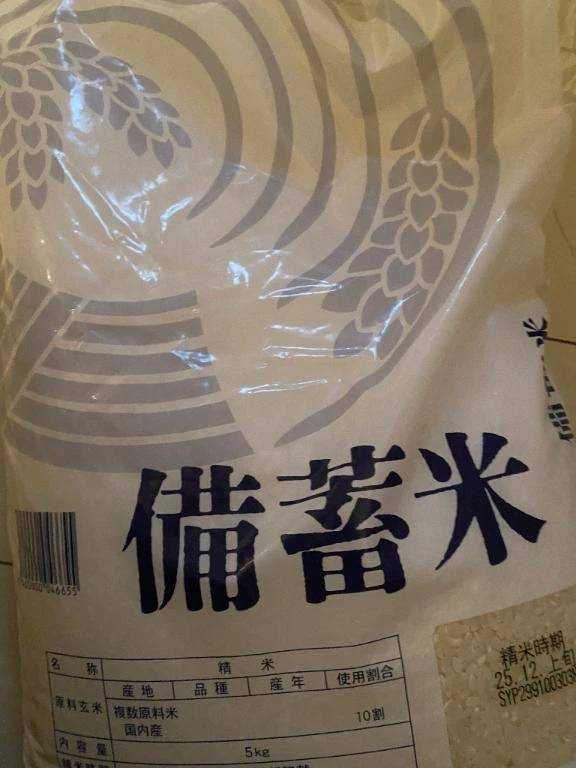 備蓄米
046655
名称 精米
原料玄米 産地 品種 産年 使用割合
複数原料米
国内産 10割
内容量 5kg
精米時期
25.12.上旬